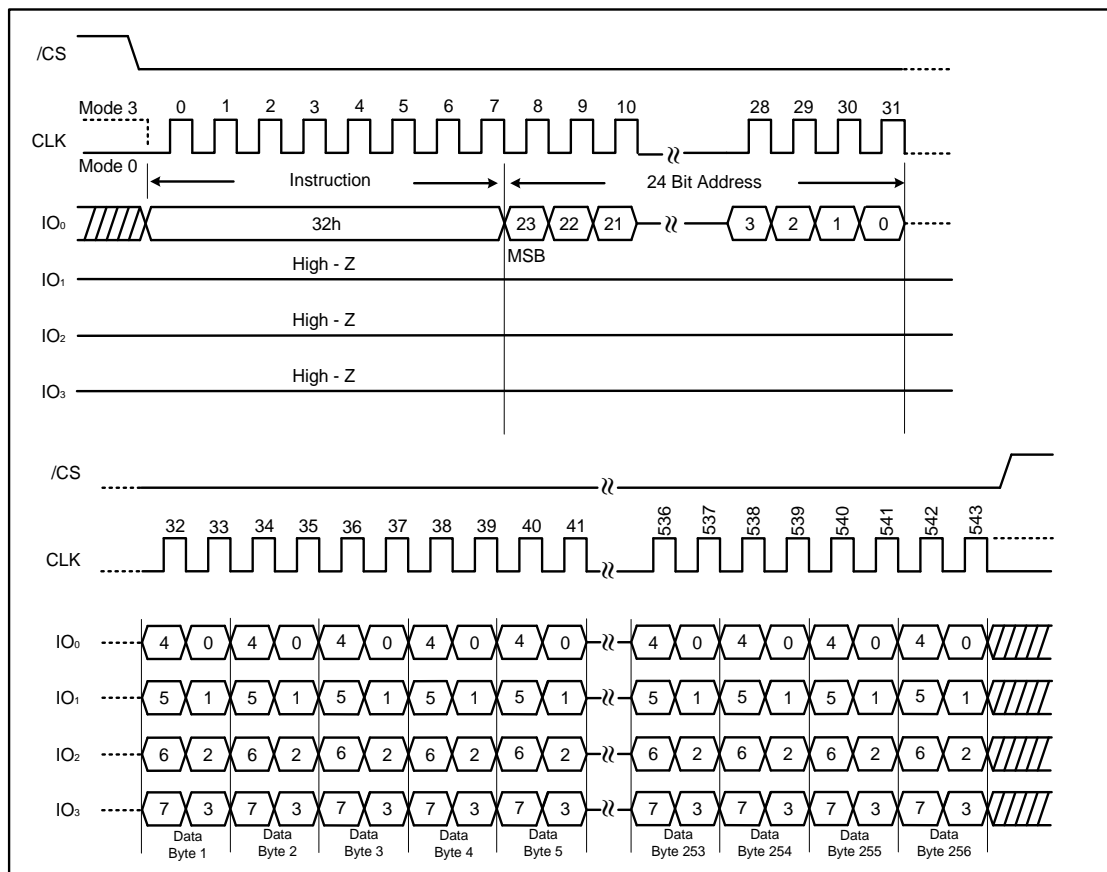 /CS
Mode 3 0 1 2 3 4 5 6 7 8 9 10 28 29 30 31
CLK
Mode 0
Instruction 24 Bit Address
IO₀ 32h 23 22 21 3 2 1 0
MSB
High - Z
IO₁
High - Z
IO₂
High - Z
IO₃
/CS
32 33 34 35 36 37 38 39 40 41 536 537 538 539 540 541 542 543
CLK
IO₀ 4 0 4 0 4 0 4 0 4 0 4 0 4 0 4 0 4 0
IO₁ 5 1 5 1 5 1 5 1 5 1 5 1 5 1 5 1 5 1
IO₂ 6 2 6 2 6 2 6 2 6 2 6 2 6 2 6 2 6 2
IO₃ 7 3 7 3 7 3 7 3 7 3 7 3 7 3 7 3 7 3
Data Data Data Data Data Data Data Data Data
Byte 1 Byte 2 Byte 3 Byte 4 Byte 5 Byte 253 Byte 254 Byte 255 Byte 256